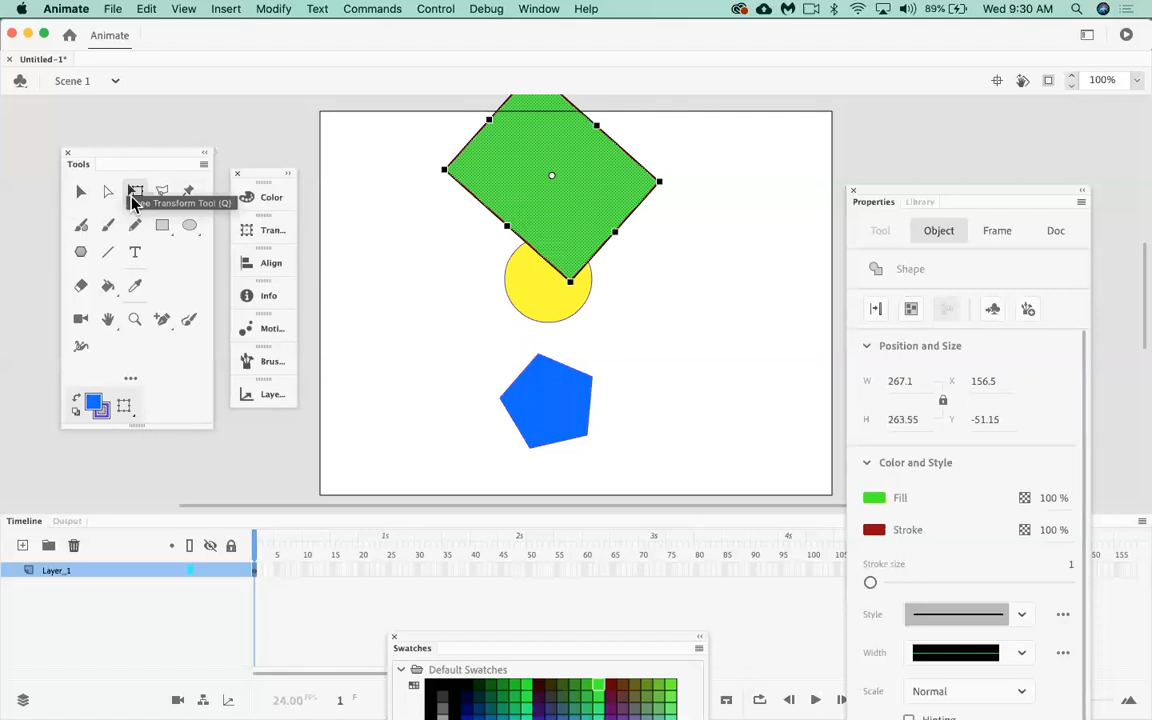 Animate File Edit View Insert Modify Text Commands Control Debug Window Help 89% Wed 9:30 AM
Animate
Untitled-1*
Scene 1 100%
Tools
Free Transform Tool (Q)
Color
Tran...
Align
Info
Moti...
Brus...
Laye...
Properties Library
Tool Object Frame Doc
Shape
Position and Size
W 267.1 X 156.5
H 263.55 Y -51.15
Color and Style
Fill 100 %
Stroke 100 %
Stroke size 1
Style
Width
Scale Normal
Hinting
Timeline Output
1s 2s 3s 4s
5 10 15 20 25 30 35 40 45 50 55 60 65 70 75 80 85 90 95 100 105 60 155
Layer_1
Swatches
Default Swatches
24.00 FPS 1 F